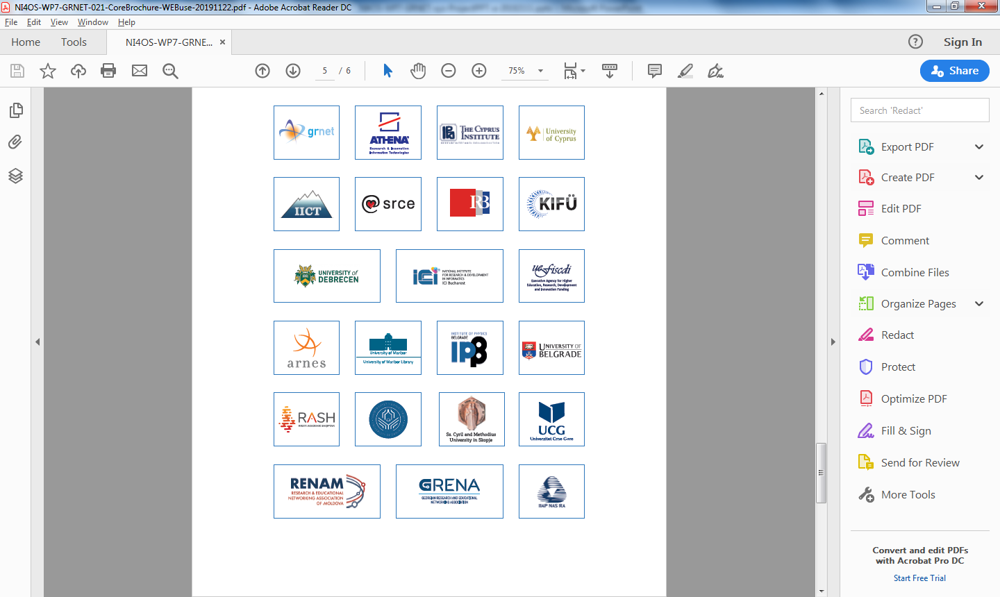 NI4OS-WP7-GRNET-021-CoreBrochure-WEBuse-20191122.pdf - Adobe Acrobat Reader DC
File Edit View Window Help
Home Tools NI4OS-WP7-GRNE... × ? Sign In
5 / 6 75% Share
Search 'Redact'
Export PDF
Create PDF
Edit PDF
Comment
Combine Files
Organize Pages
Redact
Protect
Optimize PDF
Fill & Sign
Send for Review
More Tools
Convert and edit PDFs
with Acrobat Pro DC
Start Free Trial
grnet
ATHENA
Research & Innovation
Information Technologies
THE CYPRUS
INSTITUTE
University
of Cyprus
IICT
@srce
RB
KIFÜ
UNIVERSITY of
DEBRECEN
ICI
NATIONAL INSTITUTE
FOR RESEARCH & DEVELOPMENT
IN INFORMATICS
ICI Bucharest
uefiscdi
Executive Agency for Higher
Education, Research, Development
and Innovation Funding
arnes
University of Maribor
University of Maribor Library
INSTITUTE OF PHYSICS
BELGRADE
IPB
UNIVERSITY OF
BELGRADE
RASH
RRJETI AKADEMIK SHQIPTAR
Ss. Cyril and Methodius
University in Skopje
UCG
Univerzitet Crne Gore
RENAM
RESEARCH & EDUCATIONAL
NETWORKING ASSOCIATION
OF MOLDOVA
GRENA
GEORGIAN RESEARCH AND EDUCATIONAL
NETWORKING ASSOCIATION
IIAP NAS RA